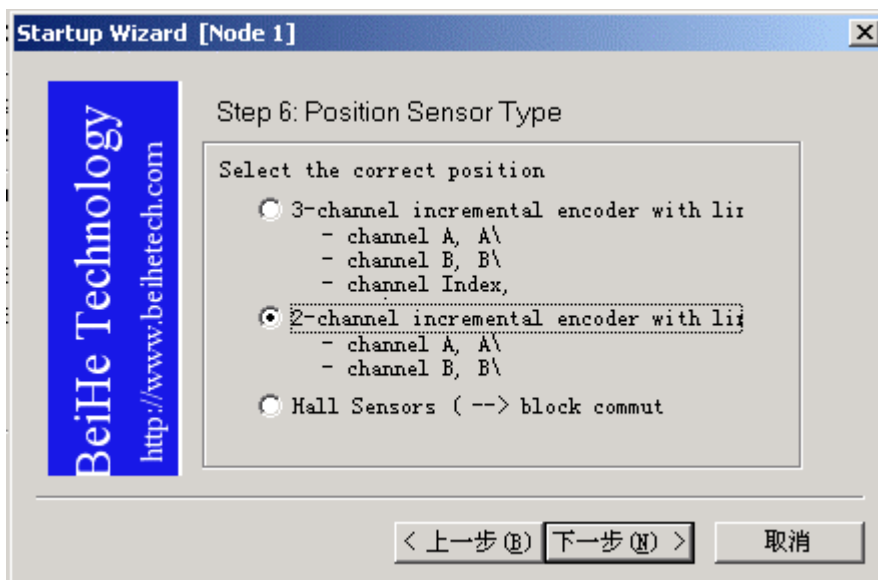 Startup Wizard [Node 1]
BeiHe Technology
http://www.beihetech.com
Step 6: Position Sensor Type
Select the correct position
3-channel incremental encoder with
- channel A, A\
- channel B, B\
- channel Index,
2-channel incremental encoder with
- channel A, A\
- channel B, B\
Hall Sensors ( --> block commut
< 上一步(B)
下一步(N) >
取消